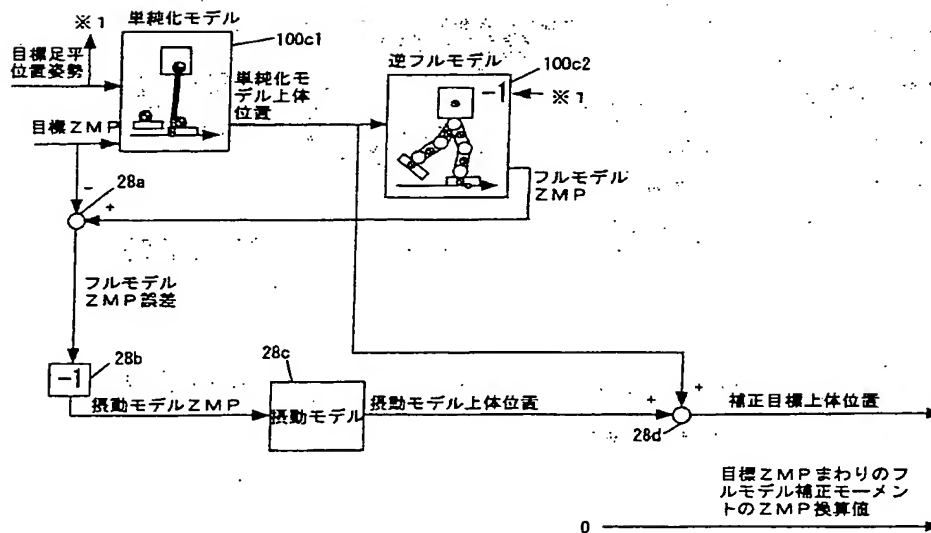 ※1
単純化モデル
100c1
目標足平
位置姿勢
単純化モ
デル上体
位置
逆フルモデル
100c2
-1
※1
目標ZMP
フルモデル
ZMP
-
28a
+
フルモデル
ZMP誤差
28b
-1
28c
摂動モデルZMP
摂動モデル
摂動モデル上体位置
+
+
28d
補正目標上体位置
目標ZMPまわりのフ
ルモデル補正モーメン
トのZMP換算値
0